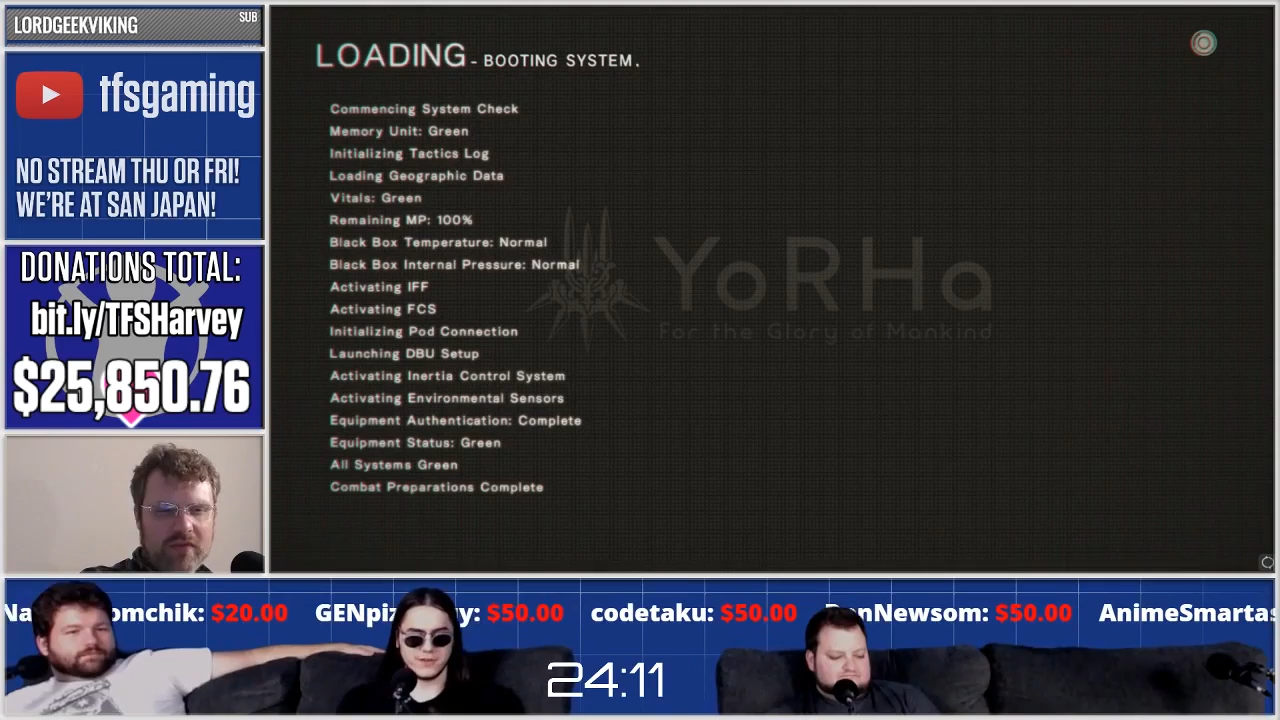 LORDGEEKVIKING
SUB
tfsgaming
NO STREAM THU OR FRI!
WE'RE AT SAN JAPAN!
DONATIONS TOTAL:
bit.ly/TFSHarvey
$25,850.76
LOADING - BOOTING SYSTEM.
Commencing System Check
Memory Unit: Green
Initializing Tactics Log
Loading Geographic Data
Vitals: Green
Remaining MP: 100%
Black Box Temperature: Normal
Black Box Internal Pressure: Normal
Activating IFF
Activating FCS
Initializing Pod Connection
Launching DBU Setup
Activating Inertia Control System
Activating Environmental Sensors
Equipment Authentication: Complete
Equipment Status: Green
All Systems Green
Combat Preparations Complete
YoRHa
For the Glory of Mankind
$20.00 $50.00 codetaku: $50.00 $50.00
24:11